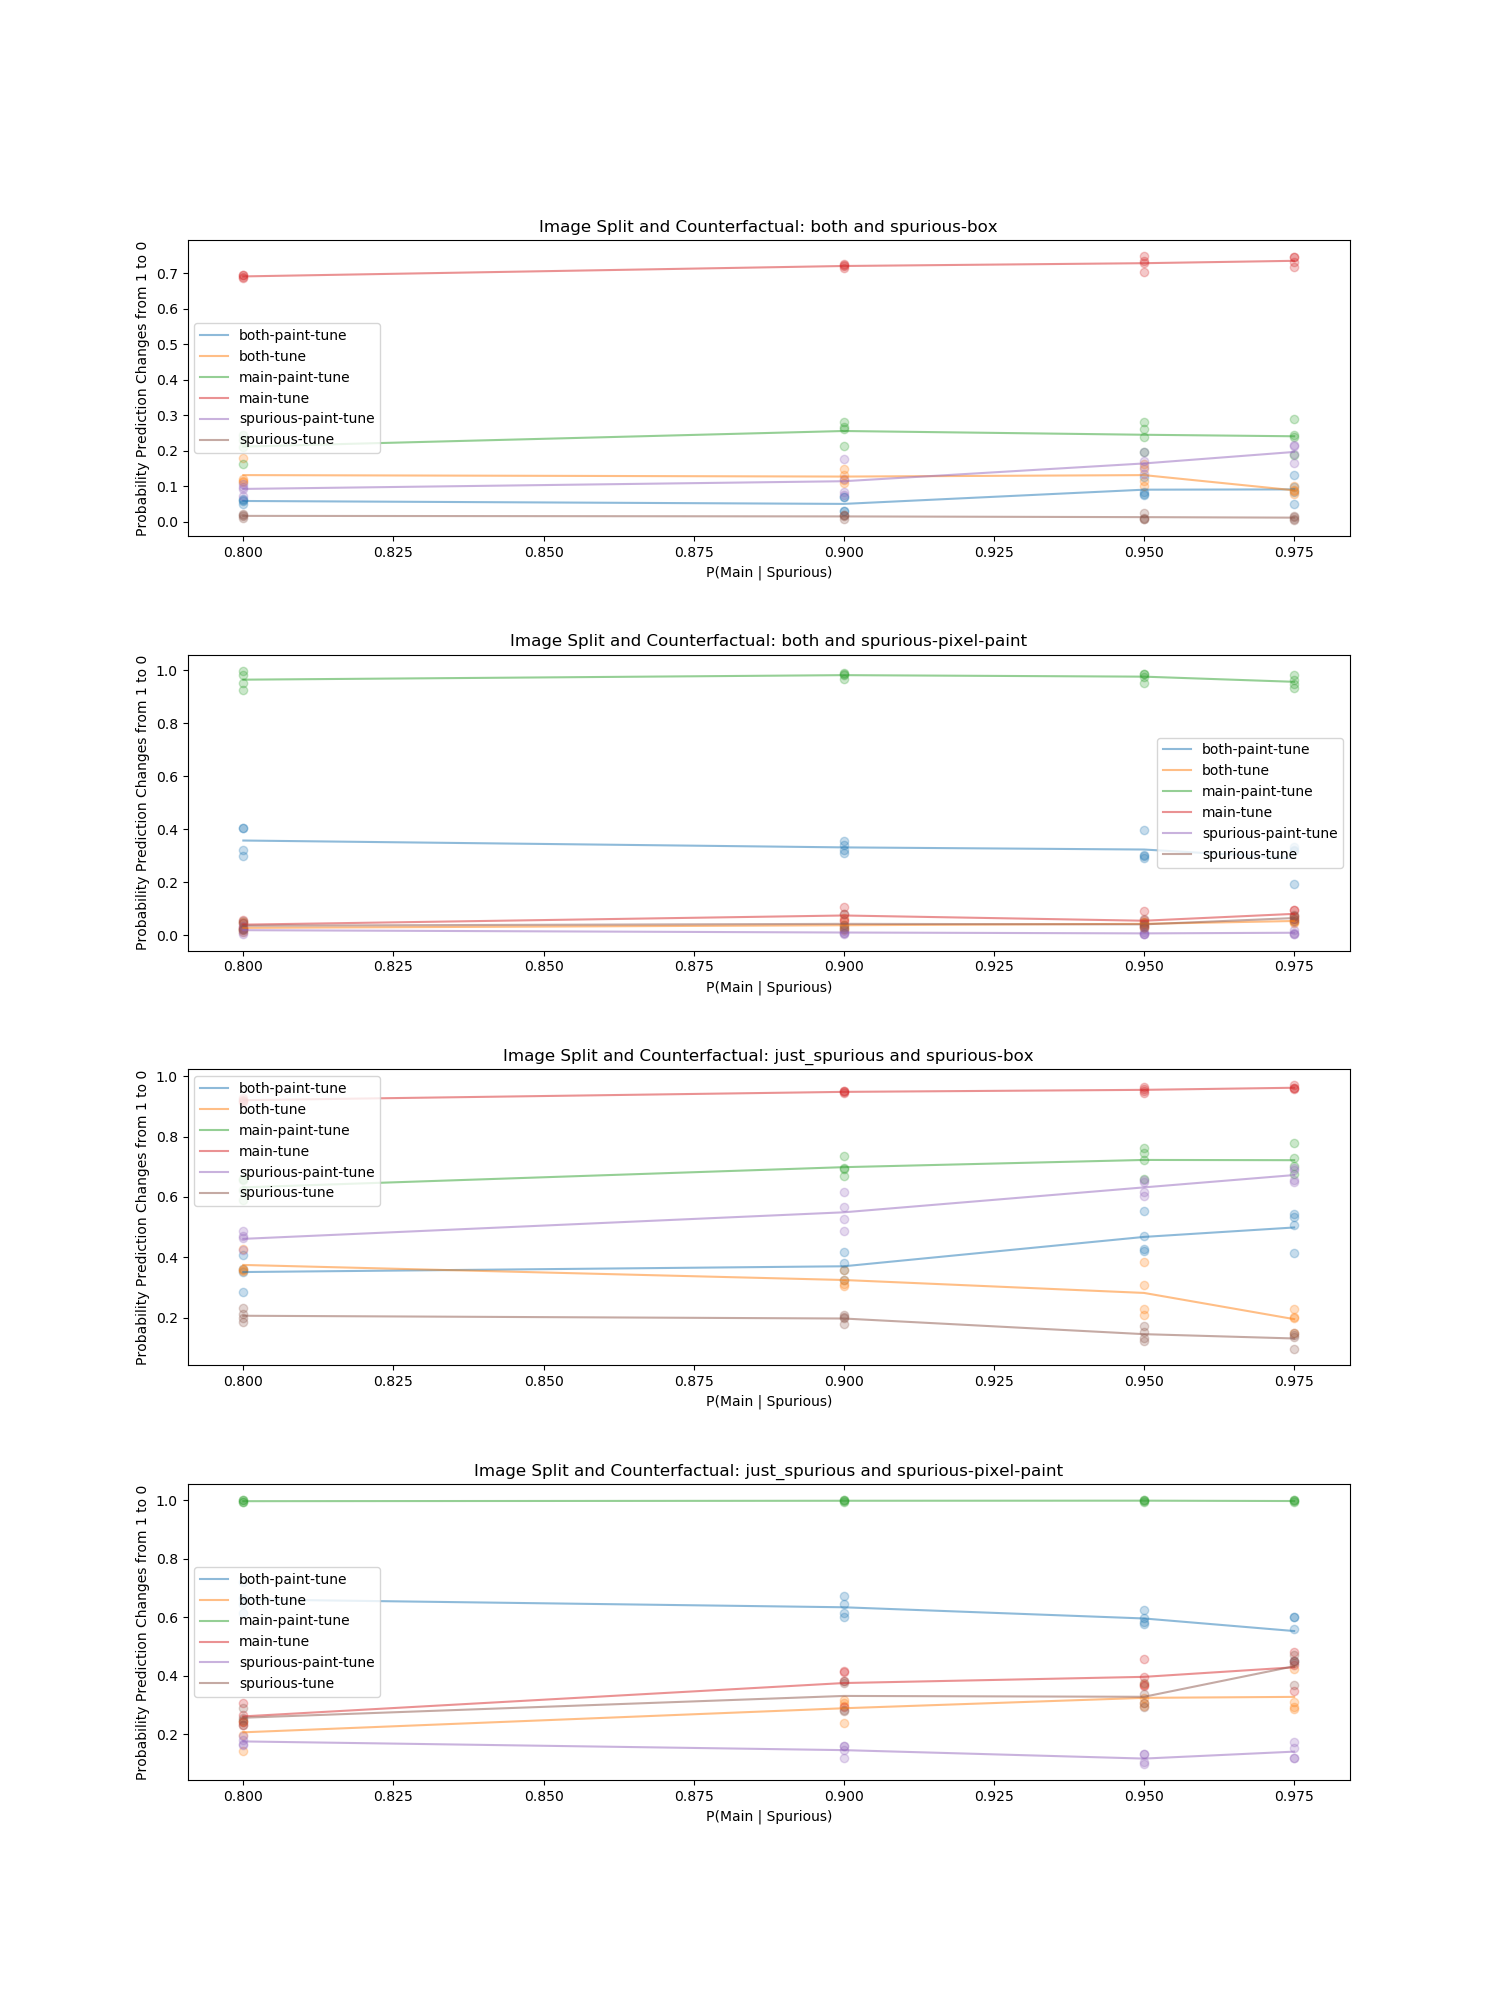 Image Split and Counterfactual: both and spurious-box
Probability Prediction Changes from 1 to 0
0.7
0.6
0.5
0.4
0.3
0.2
0.1
0.0
both-paint-tune
both-tune
main-paint-tune
main-tune
spurious-paint-tune
spurious-tune
0.800 0.825 0.850 0.875 0.900 0.925 0.950 0.975
P(Main | Spurious)
Image Split and Counterfactual: both and spurious-pixel-paint
Probability Prediction Changes from 1 to 0
1.0
0.8
0.6
0.4
0.2
0.0
both-paint-tune
both-tune
main-paint-tune
main-tune
spurious-paint-tune
spurious-tune
0.800 0.825 0.850 0.875 0.900 0.925 0.950 0.975
P(Main | Spurious)
Image Split and Counterfactual: just_spurious and spurious-box
Probability Prediction Changes from 1 to 0
1.0
0.8
0.6
0.4
0.2
both-paint-tune
both-tune
main-paint-tune
main-tune
spurious-paint-tune
spurious-tune
0.800 0.825 0.850 0.875 0.900 0.925 0.950 0.975
P(Main | Spurious)
Image Split and Counterfactual: just_spurious and spurious-pixel-paint
Probability Prediction Changes from 1 to 0
1.0
0.8
0.6
0.4
0.2
both-paint-tune
both-tune
main-paint-tune
main-tune
spurious-paint-tune
spurious-tune
0.800 0.825 0.850 0.875 0.900 0.925 0.950 0.975
P(Main | Spurious)